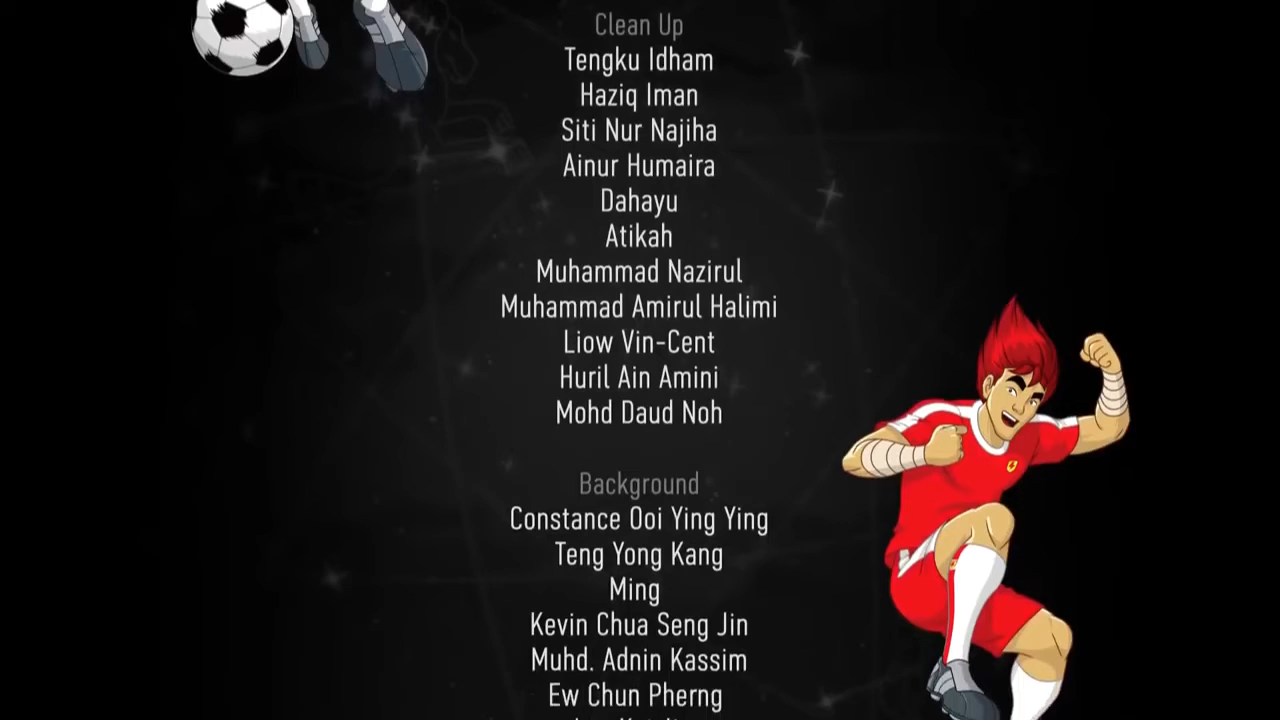 Clean Up
Tengku Idham
Haziq Iman
Siti Nur Najiha
Ainur Humaira
Dahayu
Atikah
Muhammad Nazirul
Muhammad Amirul Halimi
Liow Vin-Cent
Huril Ain Amini
Mohd Daud Noh
Background
Constance Ooi Ying Ying
Teng Yong Kang
Ming
Kevin Chua Seng Jin
Muhd. Adnin Kassim
Ew Chun Pherng